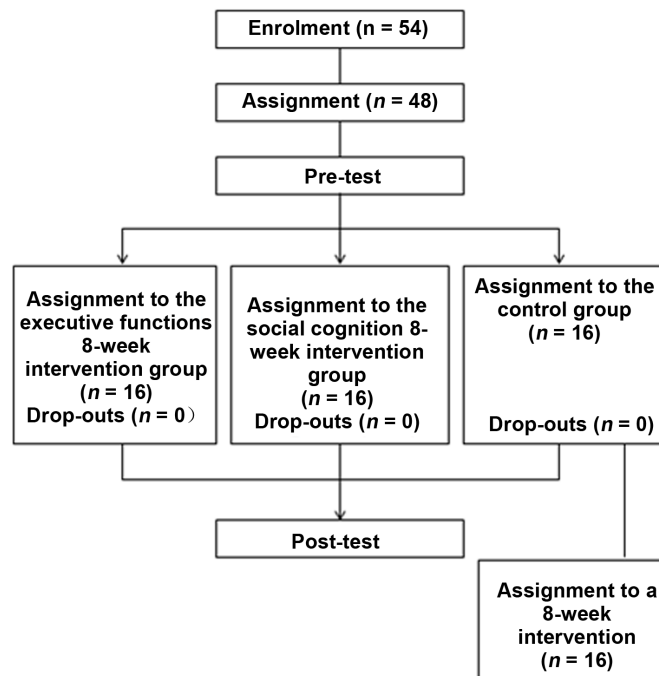 Enrolment (n = 54)
Assignment (n = 48)
Pre-test
Assignment to the
executive functions
8-week
intervention group
(n = 16)
Drop-outs (n = 0）
Assignment to the
social cognition 8-
week intervention
group
(n = 16)
Drop-outs (n = 0)
Assignment to the
control group
(n = 16)
Drop-outs (n = 0)
Post-test
Assignment to a
8-week
intervention
(n = 16)